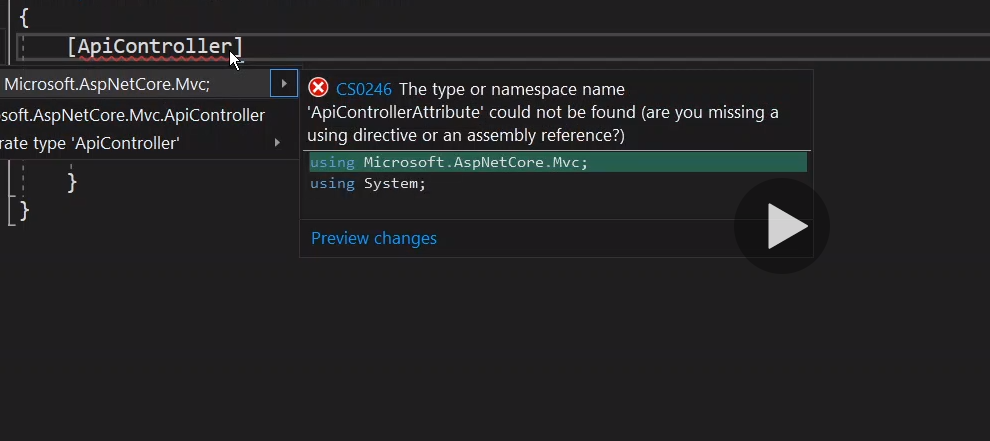 {
[ApiController]
Microsoft.AspNetCore.Mvc;
soft.AspNetCore.Mvc.ApiController
rate type 'ApiController'
CS0246 The type or namespace name
'ApiControllerAttribute' could not be found (are you missing a
using directive or an assembly reference?)
using Microsoft.AspNetCore.Mvc;
using System;
Preview changes
}
}